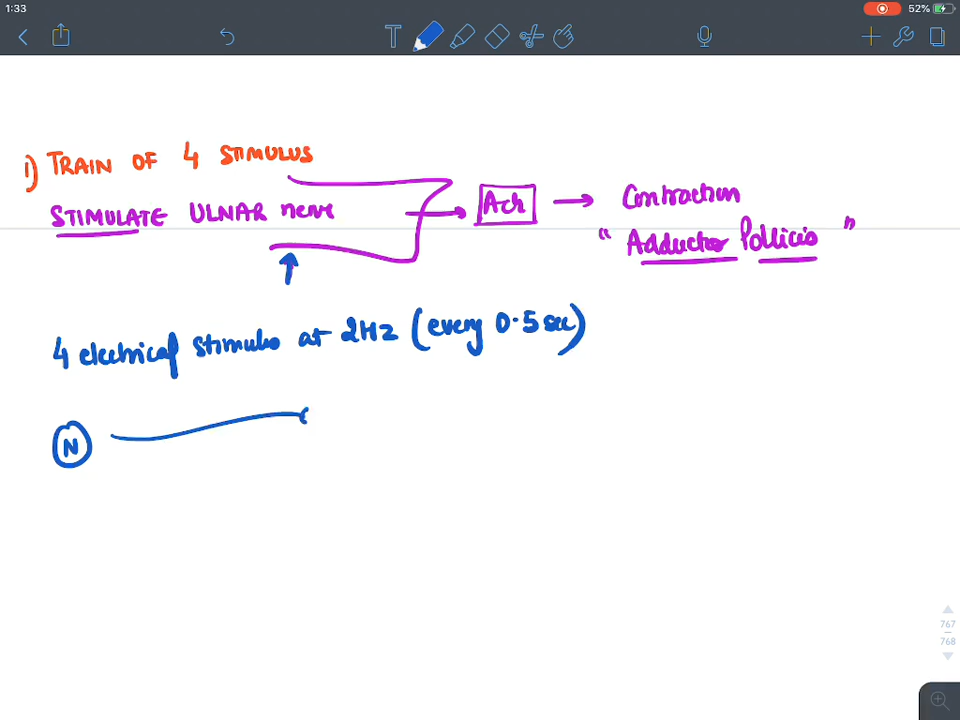 1:33
52%
T
i) TRAIN OF 4 STIMULUS
STIMULATE ULNAR nerve
Ach → Contraction
" Adductor Pollicis "
4 electrical stimulus at 2Hz (every 0.5 sec)
N
767
768